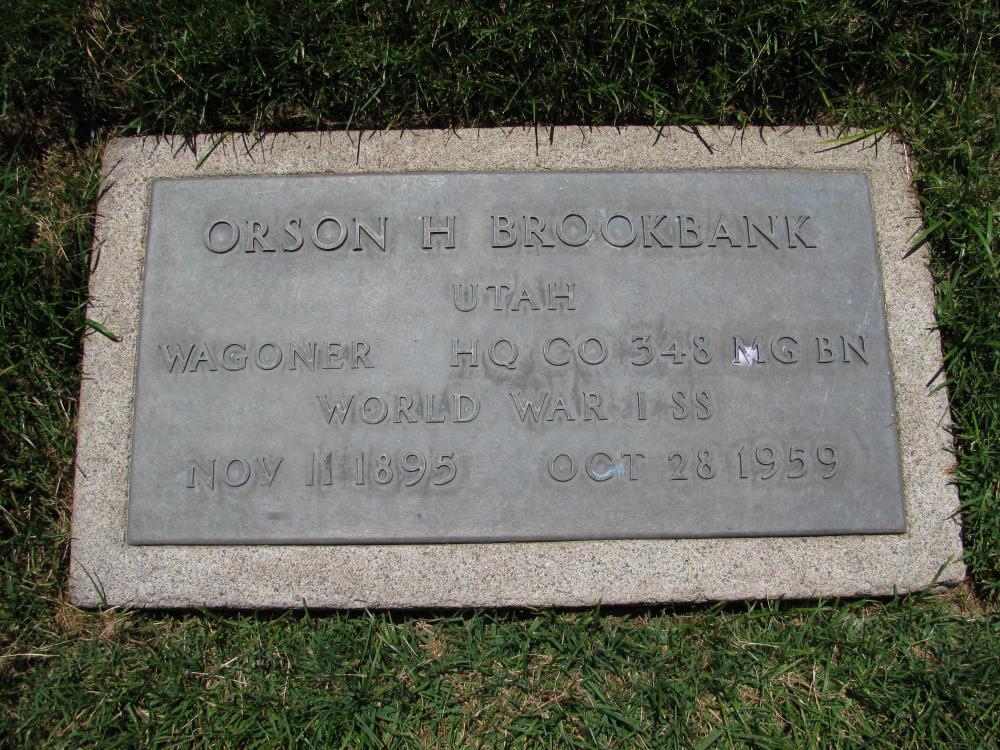 ORSON H BROOKBANK
UTAH
WAGONER HQ CO 348 MG BN
WORLD WAR I SS
NOV 11 1895 OCT 28 1959